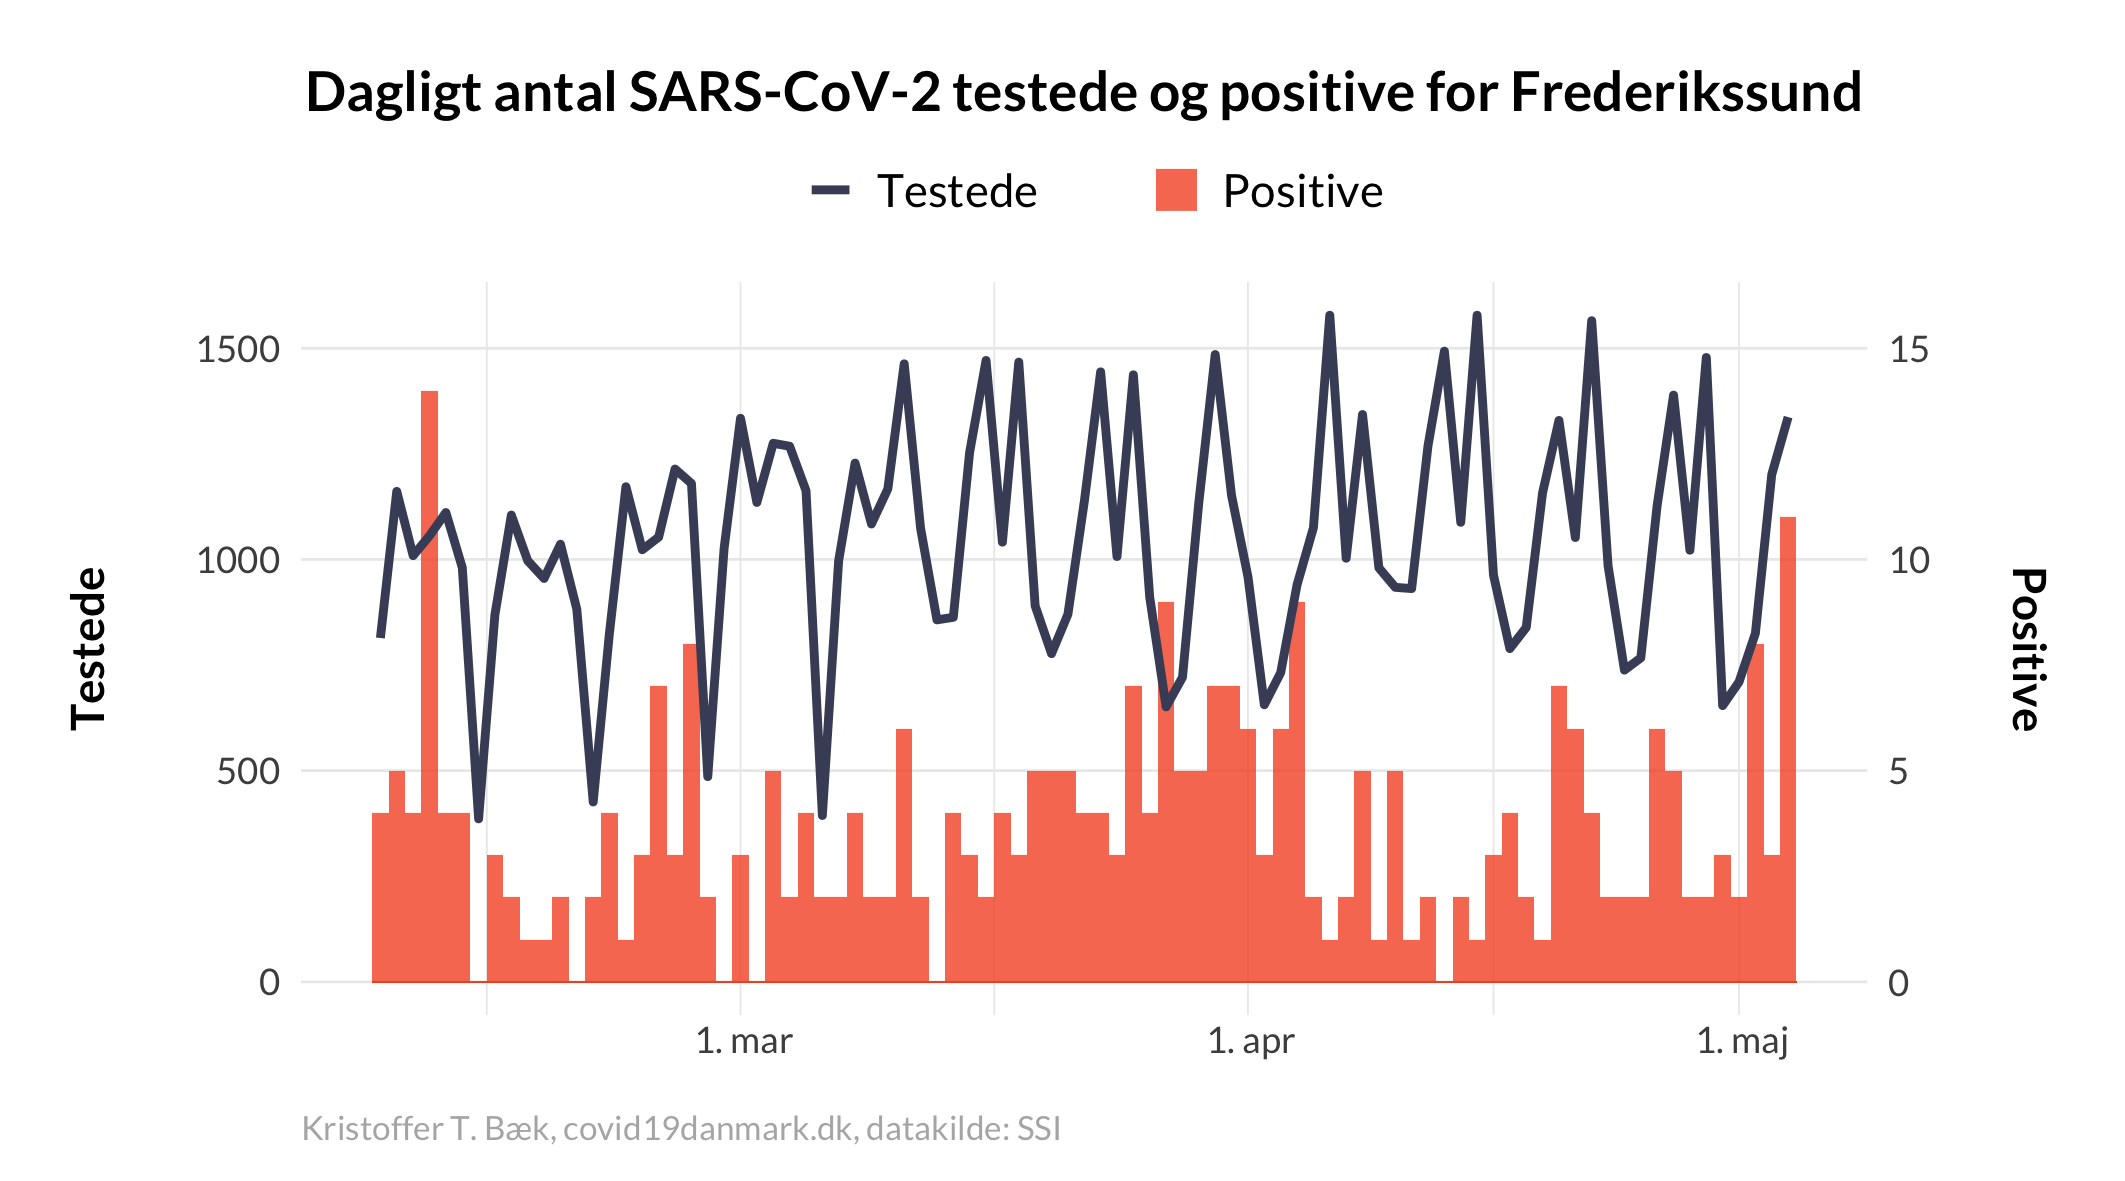 Dagligt antal SARS-CoV-2 testede og positive for Frederikssund
Testede Positive
1500 15
1000 10
500 5
0 0
Testede
Positive
1. mar 1. apr 1. maj
Kristoffer T. Bæk, covid19danmark.dk, datakilde: SSI